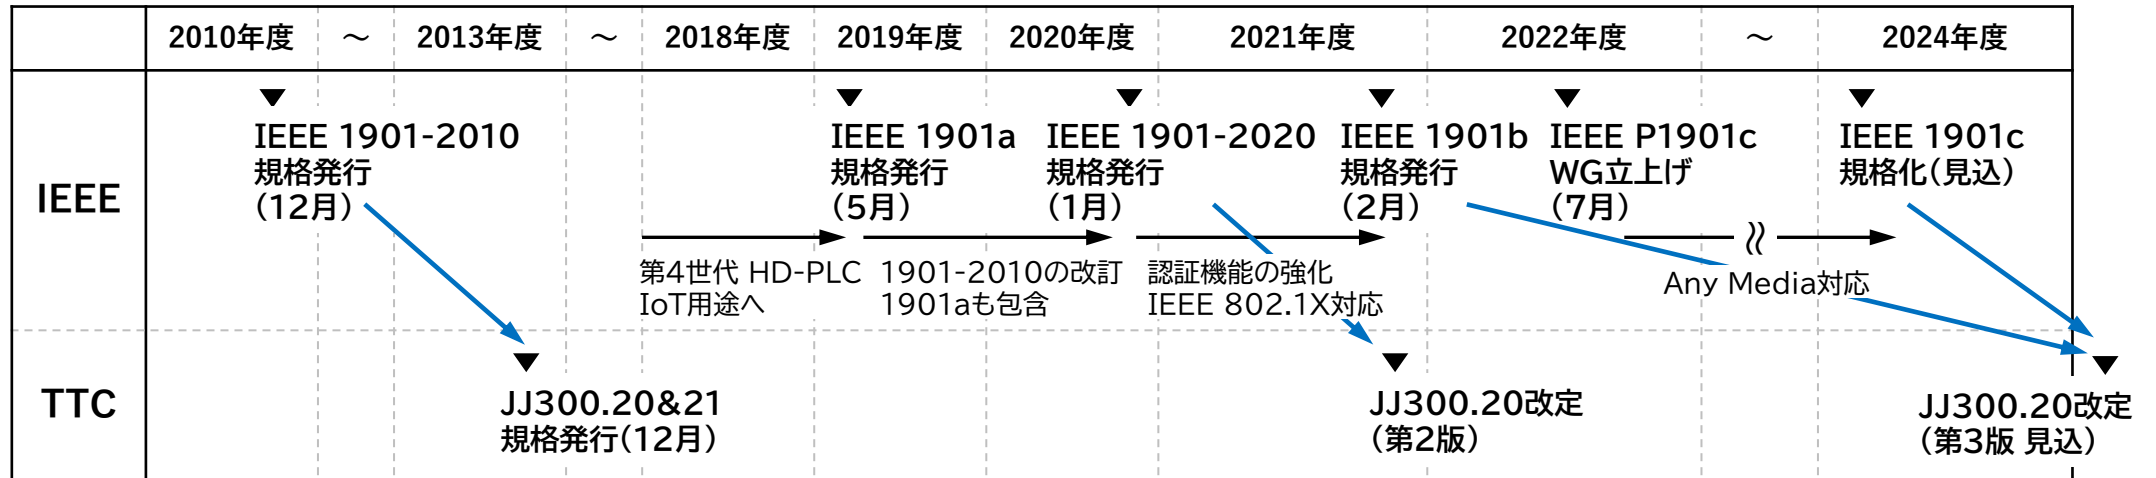 2010年度 ～ 2013年度 ～ 2018年度 2019年度 2020年度 2021年度 2022年度 ～ 2024年度
IEEE
IEEE 1901-2010
規格発行
(12月)
IEEE 1901a
規格発行
(5月)
IEEE 1901-2020
規格発行
(1月)
IEEE 1901b
規格発行
(2月)
IEEE P1901c
WG立上げ
(7月)
IEEE 1901c
規格化(見込)
第4世代 HD-PLC
IoT用途へ
1901-2010の改訂
1901aも包含
認証機能の強化
IEEE 802.1X対応
Any Media対応
TTC
JJ300.20&21
規格発行(12月)
JJ300.20改定
(第2版)
JJ300.20改定
(第3版 見込)